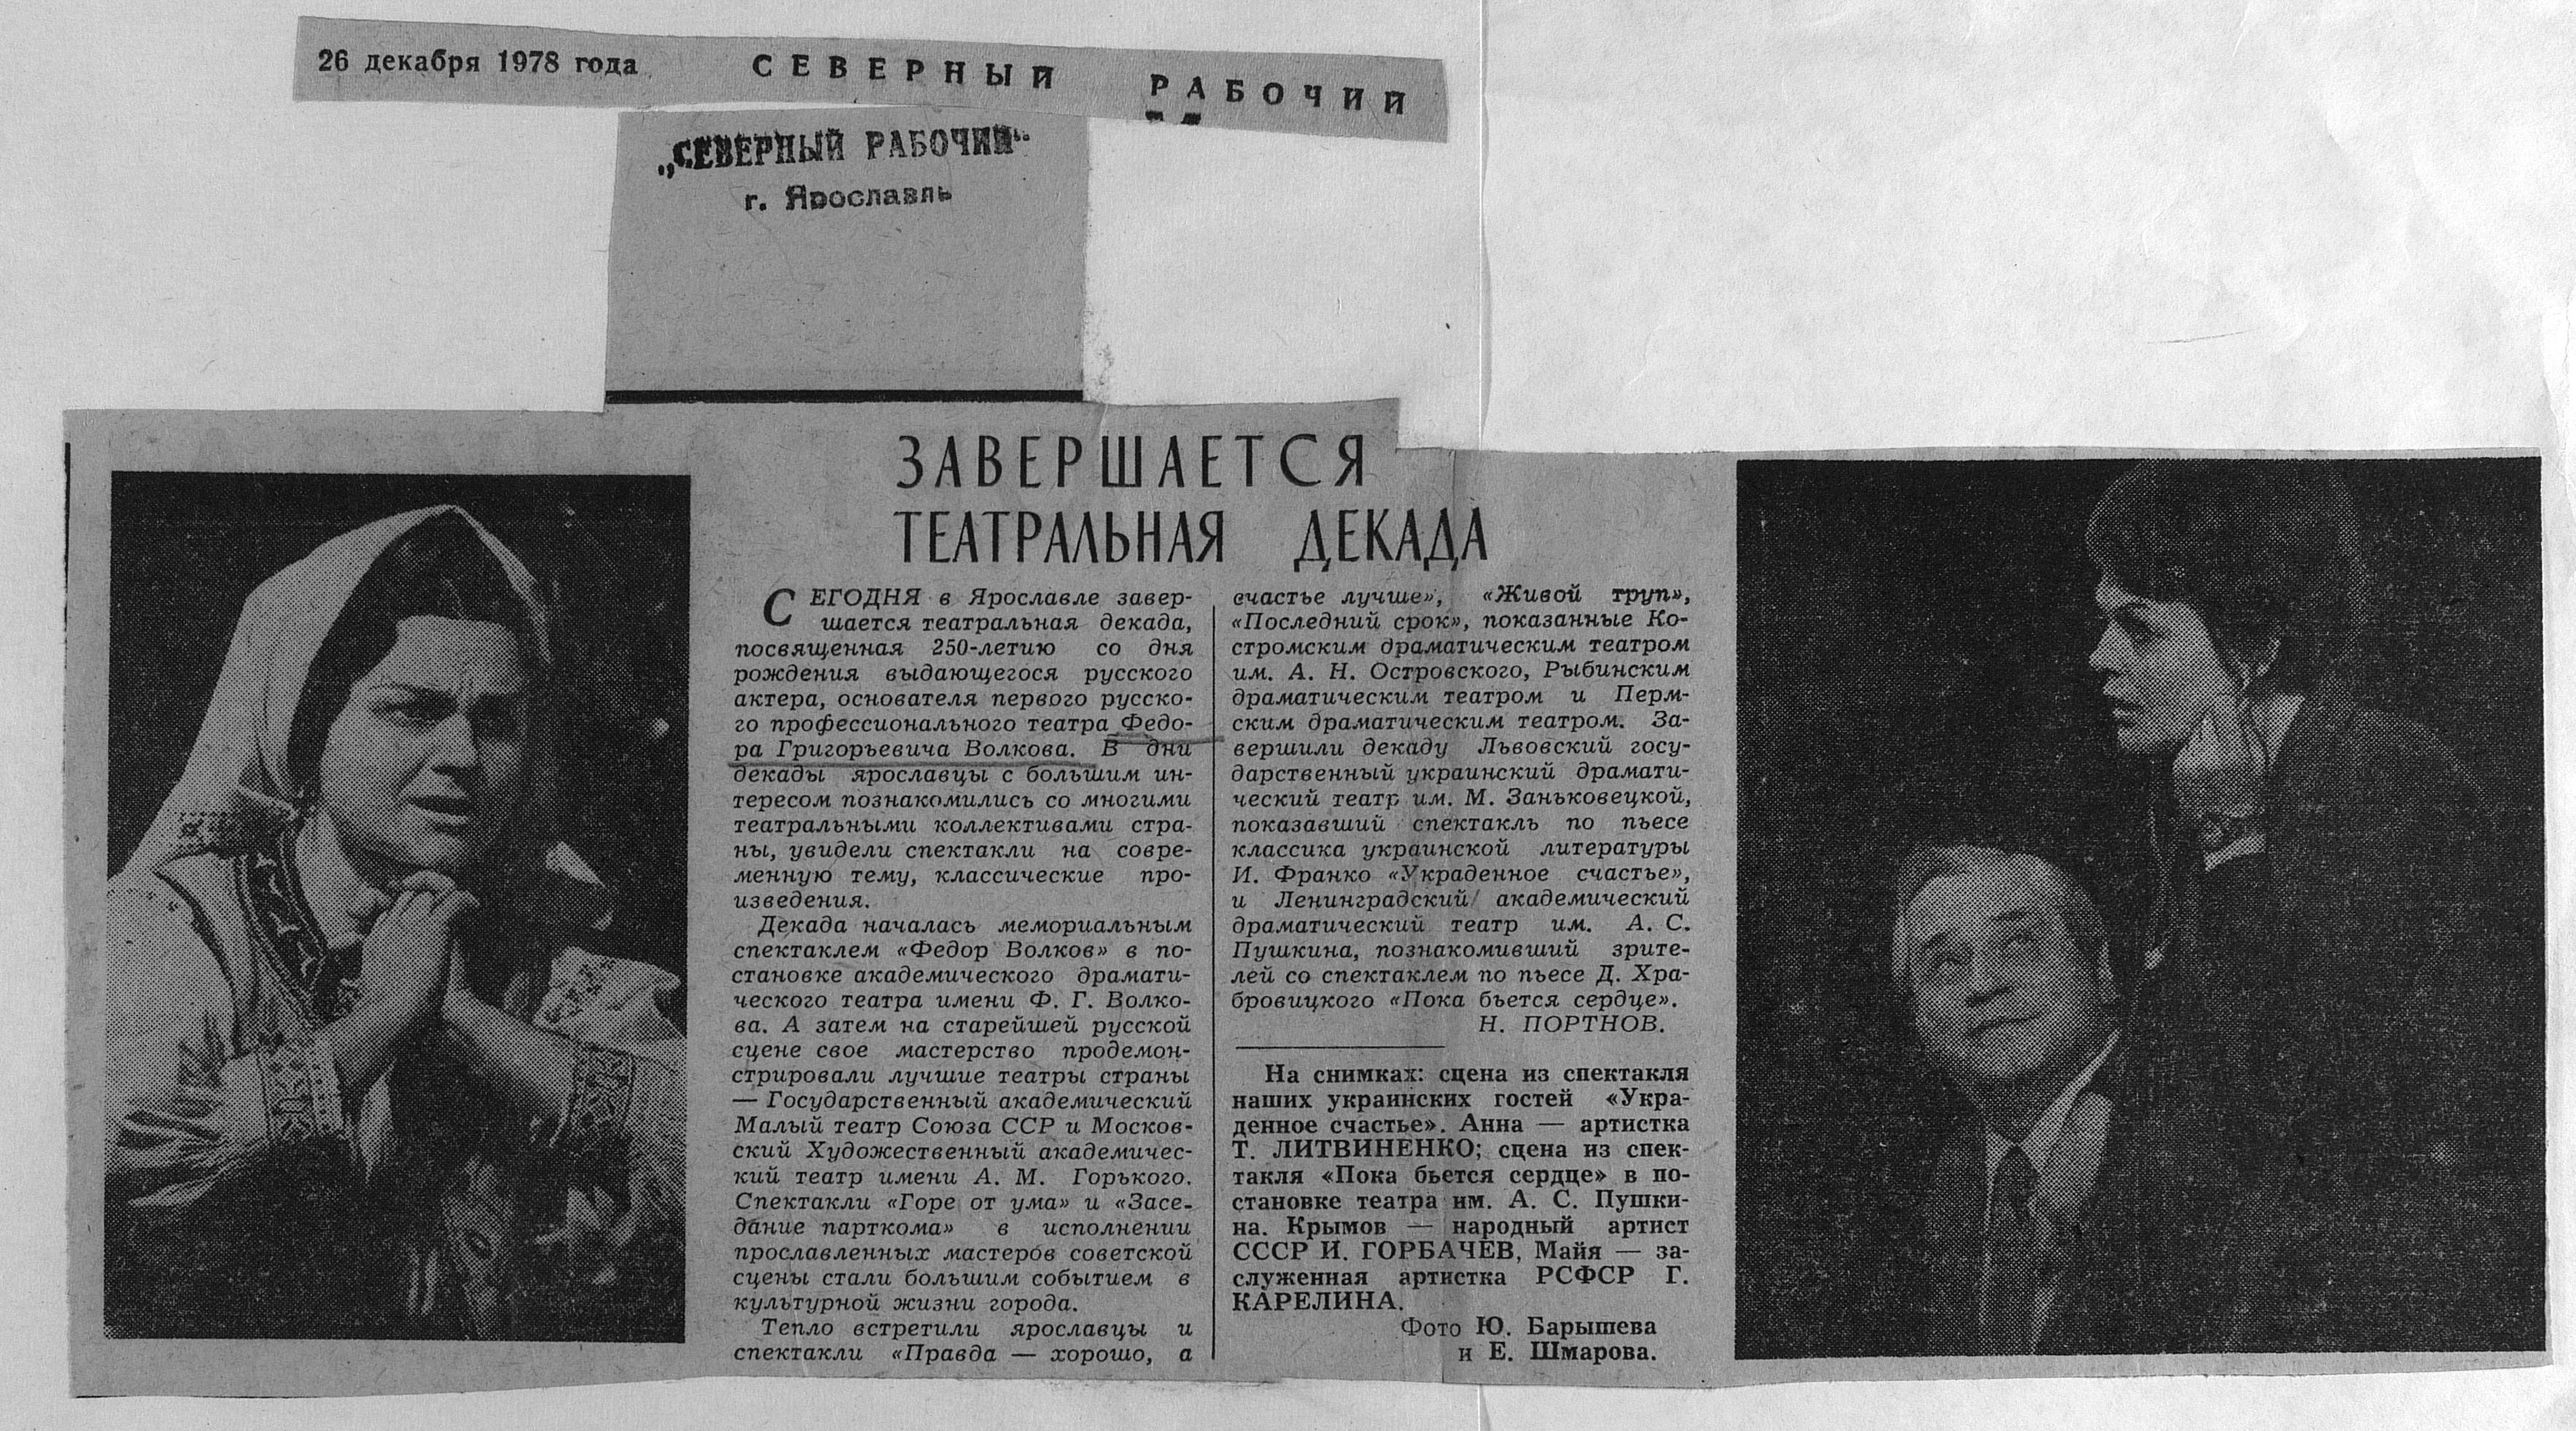 26 декабря 1978 года СЕВЕРНЫЙ РАБОЧИЙ
„СЕВЕРНЫЙ РАБОЧИЙ“
г. Ярославль
ЗАВЕРШАЕТСЯ
ТЕАТРАЛЬНАЯ ДЕКАДА
СЕГОДНЯ в Ярославле завер-
шается театральная декада,
посвященная 250-летию со дня
рождения выдающегося русского
актера, основателя первого русско-
го профессионального театра Федо-
ра Григорьевича Волкова. В дни
декады ярославцы с большим ин-
тересом познакомились со многими
театральными коллективами стра-
ны, увидели спектакли на совре-
менную тему, классические про-
изведения.
Декада началась мемориальным
спектаклем «Федор Волков» в по-
становке академического драмати-
ческого театра имени Ф. Г. Волко-
ва. А затем на старейшей русской
сцене свое мастерство продемон-
стрировали лучшие театры страны
— Государственный академический
Малый театр Союза ССР и Москов-
ский Художественный академичес-
кий театр имени А. М. Горького.
Спектакли «Горе от ума» и «Засе-
дание парткома» в исполнении
прославленных мастеров советской
сцены стали большим событием в
культурной жизни города.
Тепло встретили ярославцы и
спектакли «Правда — хорошо, а
счастье лучше», «Живой труп»,
«Последний срок», показанные Ко-
стромским драматическим театром
им. А. Н. Островского, Рыбинским
драматическим театром и Перм-
ским драматическим театром. За-
вершили декаду Львовский госу-
дарственный украинский драмати-
ческий театр им. М. Заньковецкой,
показавший спектакль по пьесе
классика украинской литературы
И. Франко «Украденное счастье»,
и Ленинградский академический
драматический театр им. А. С.
Пушкина, познакомивший зрите-
лей со спектаклем по пьесе Д. Хра-
бровицкого «Пока бьется сердце».
Н. ПОРТНОВ.
На снимках: сцена из спектакля
наших украинских гостей «Укра-
денное счастье». Анна — артистка
Т. ЛИТВИНЕНКО; сцена из спек-
такля «Пока бьется сердце» в по-
становке театра им. А. С. Пушки-
на. Крымов — народный артист
СССР И. ГОРБАЧЕВ, Майя — за-
служенная артистка РСФСР Г.
КАРЕЛИНА.
Фото Ю. Барышева
и Е. Шмарова.